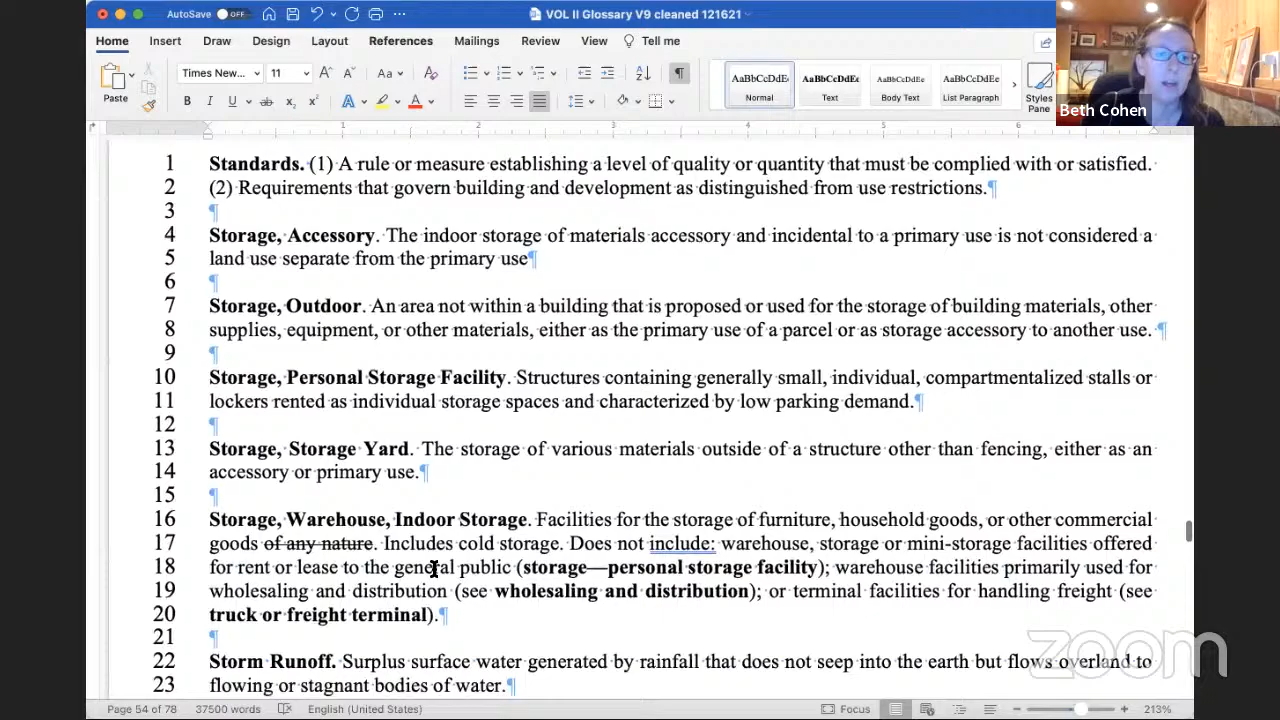 AutoSave OFF VOL II Glossary V9 cleaned 121621
Home Insert Draw Design Layout References Mailings Review View Tell me
Paste Times New... 11 AaBbCcDdEe AaBbCcDdEe AaBbCcDdEe AaBbCcDdEe Styles Pane
Normal Text Body Text List Paragraph
Beth Cohen
1 2 3 4 5 6
1 Standards. (1) A rule or measure establishing a level of quality or quantity that must be complied with or satisfied.
2 (2) Requirements that govern building and development as distinguished from use restrictions.¶
3 ¶
4 Storage, Accessory. The indoor storage of materials accessory and incidental to a primary use is not considered a
5 land use separate from the primary use¶
6 ¶
7 Storage, Outdoor. An area not within a building that is proposed or used for the storage of building materials, other
8 supplies, equipment, or other materials, either as the primary use of a parcel or as storage accessory to another use. ¶
9 ¶
10 Storage, Personal Storage Facility. Structures containing generally small, individual, compartmentalized stalls or
11 lockers rented as individual storage spaces and characterized by low parking demand.¶
12 ¶
13 Storage, Storage Yard. The storage of various materials outside of a structure other than fencing, either as an
14 accessory or primary use.¶
15 ¶
16 Storage, Warehouse, Indoor Storage. Facilities for the storage of furniture, household goods, or other commercial
17 goods of any nature. Includes cold storage. Does not include: warehouse, storage or mini-storage facilities offered
18 for rent or lease to the general public (storage—personal storage facility); warehouse facilities primarily used for
19 wholesaling and distribution (see wholesaling and distribution); or terminal facilities for handling freight (see
20 truck or freight terminal).¶
21 ¶
22 Storm Runoff. Surplus surface water generated by rainfall that does not seep into the earth but flows overland to
23 flowing or stagnant bodies of water.¶
zoom
Page 54 of 78 37500 words English (United States) Focus 213%